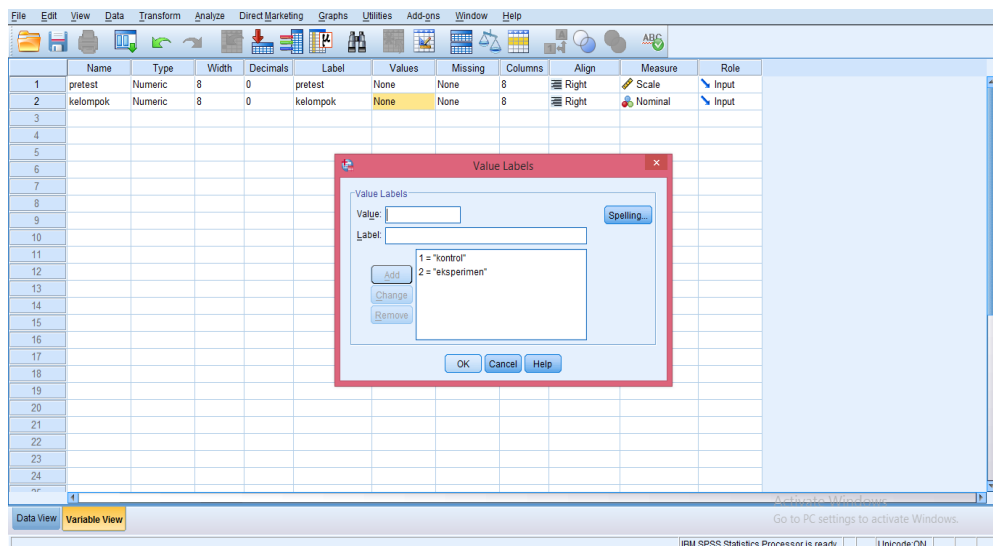 File Edit View Data Transform Analyze Direct Marketing Graphs Utilities Add-ons Window Help
Name Type Width Decimals Label Values Missing Columns Align Measure Role
1 pretest Numeric 8 0 pretest None None 8 Right Scale Input
2 kelompok Numeric 8 0 kelompok None None 8 Right Nominal Input
3
4
5
6
7
8
9
10
11
12
13
14
15
16
17
18
19
20
21
22
23
24
Value Labels
Value Labels
Value:
Spelling...
Label:
1 = "kontrol"
2 = "eksperimen"
Add
Change
Remove
OK Cancel Help
Activate Windows
Go to PC settings to activate Windows.
Data View Variable View
IBM SPSS Statistics Processor is ready Unicode:ON